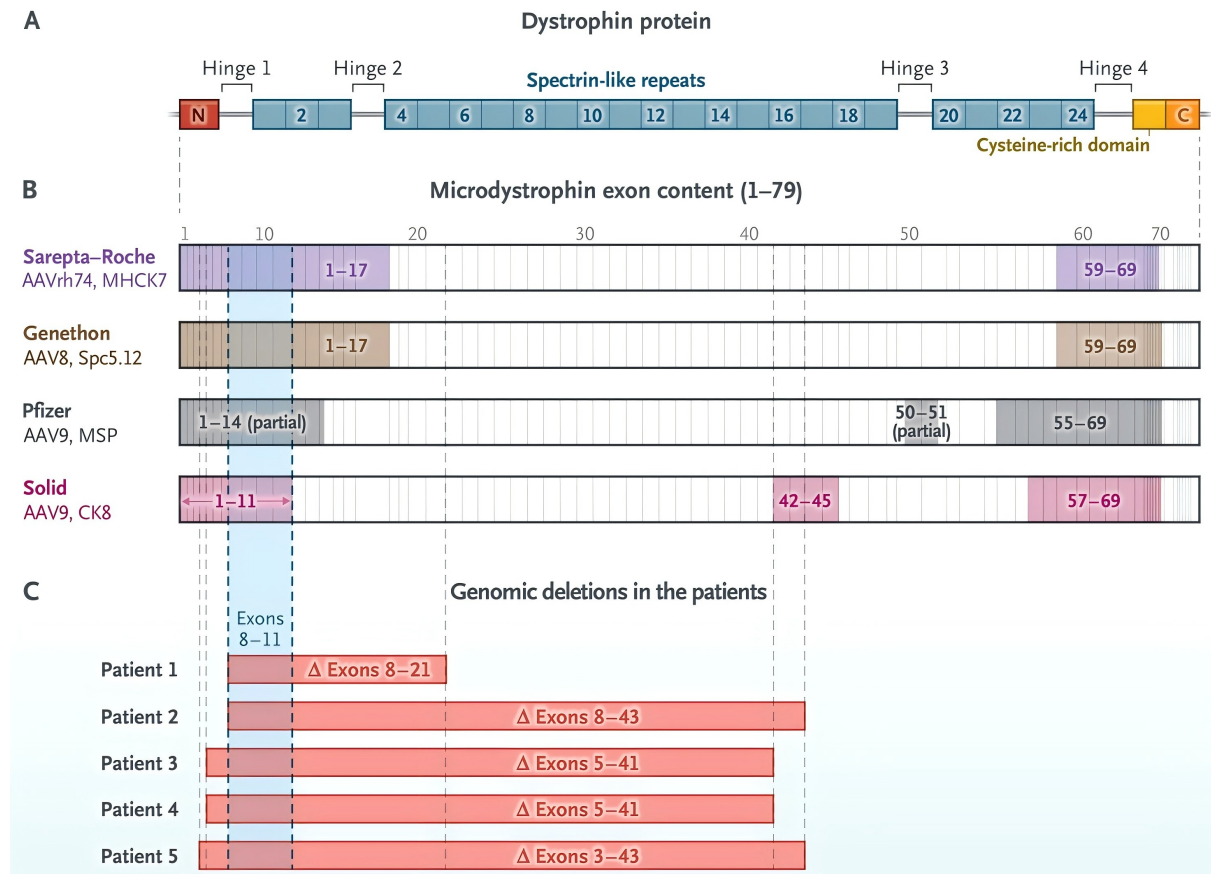 A
Dystrophin protein
Hinge 1
Hinge 2
Spectrin-like repeats
Hinge 3
Hinge 4
N
2
4
6
8
10
12
14
16
18
20
22
24
C
Cysteine-rich domain
B
Microdystrophin exon content (1–79)
1
10
20
30
40
50
60
70
Sarepta–Roche
AAVrh74, MHCK7
1–17
59–69
Genethon
AAV8, Spc5.12
1–17
59–69
Pfizer
AAV9, MSP
1–14 (partial)
50–51
(partial)
55–69
Solid
AAV9, CK8
1–11
42–45
57–69
C
Genomic deletions in the patients
Exons
8–11
Patient 1
Δ Exons 8–21
Patient 2
Δ Exons 8–43
Patient 3
Δ Exons 5–41
Patient 4
Δ Exons 5–41
Patient 5
Δ Exons 3–43